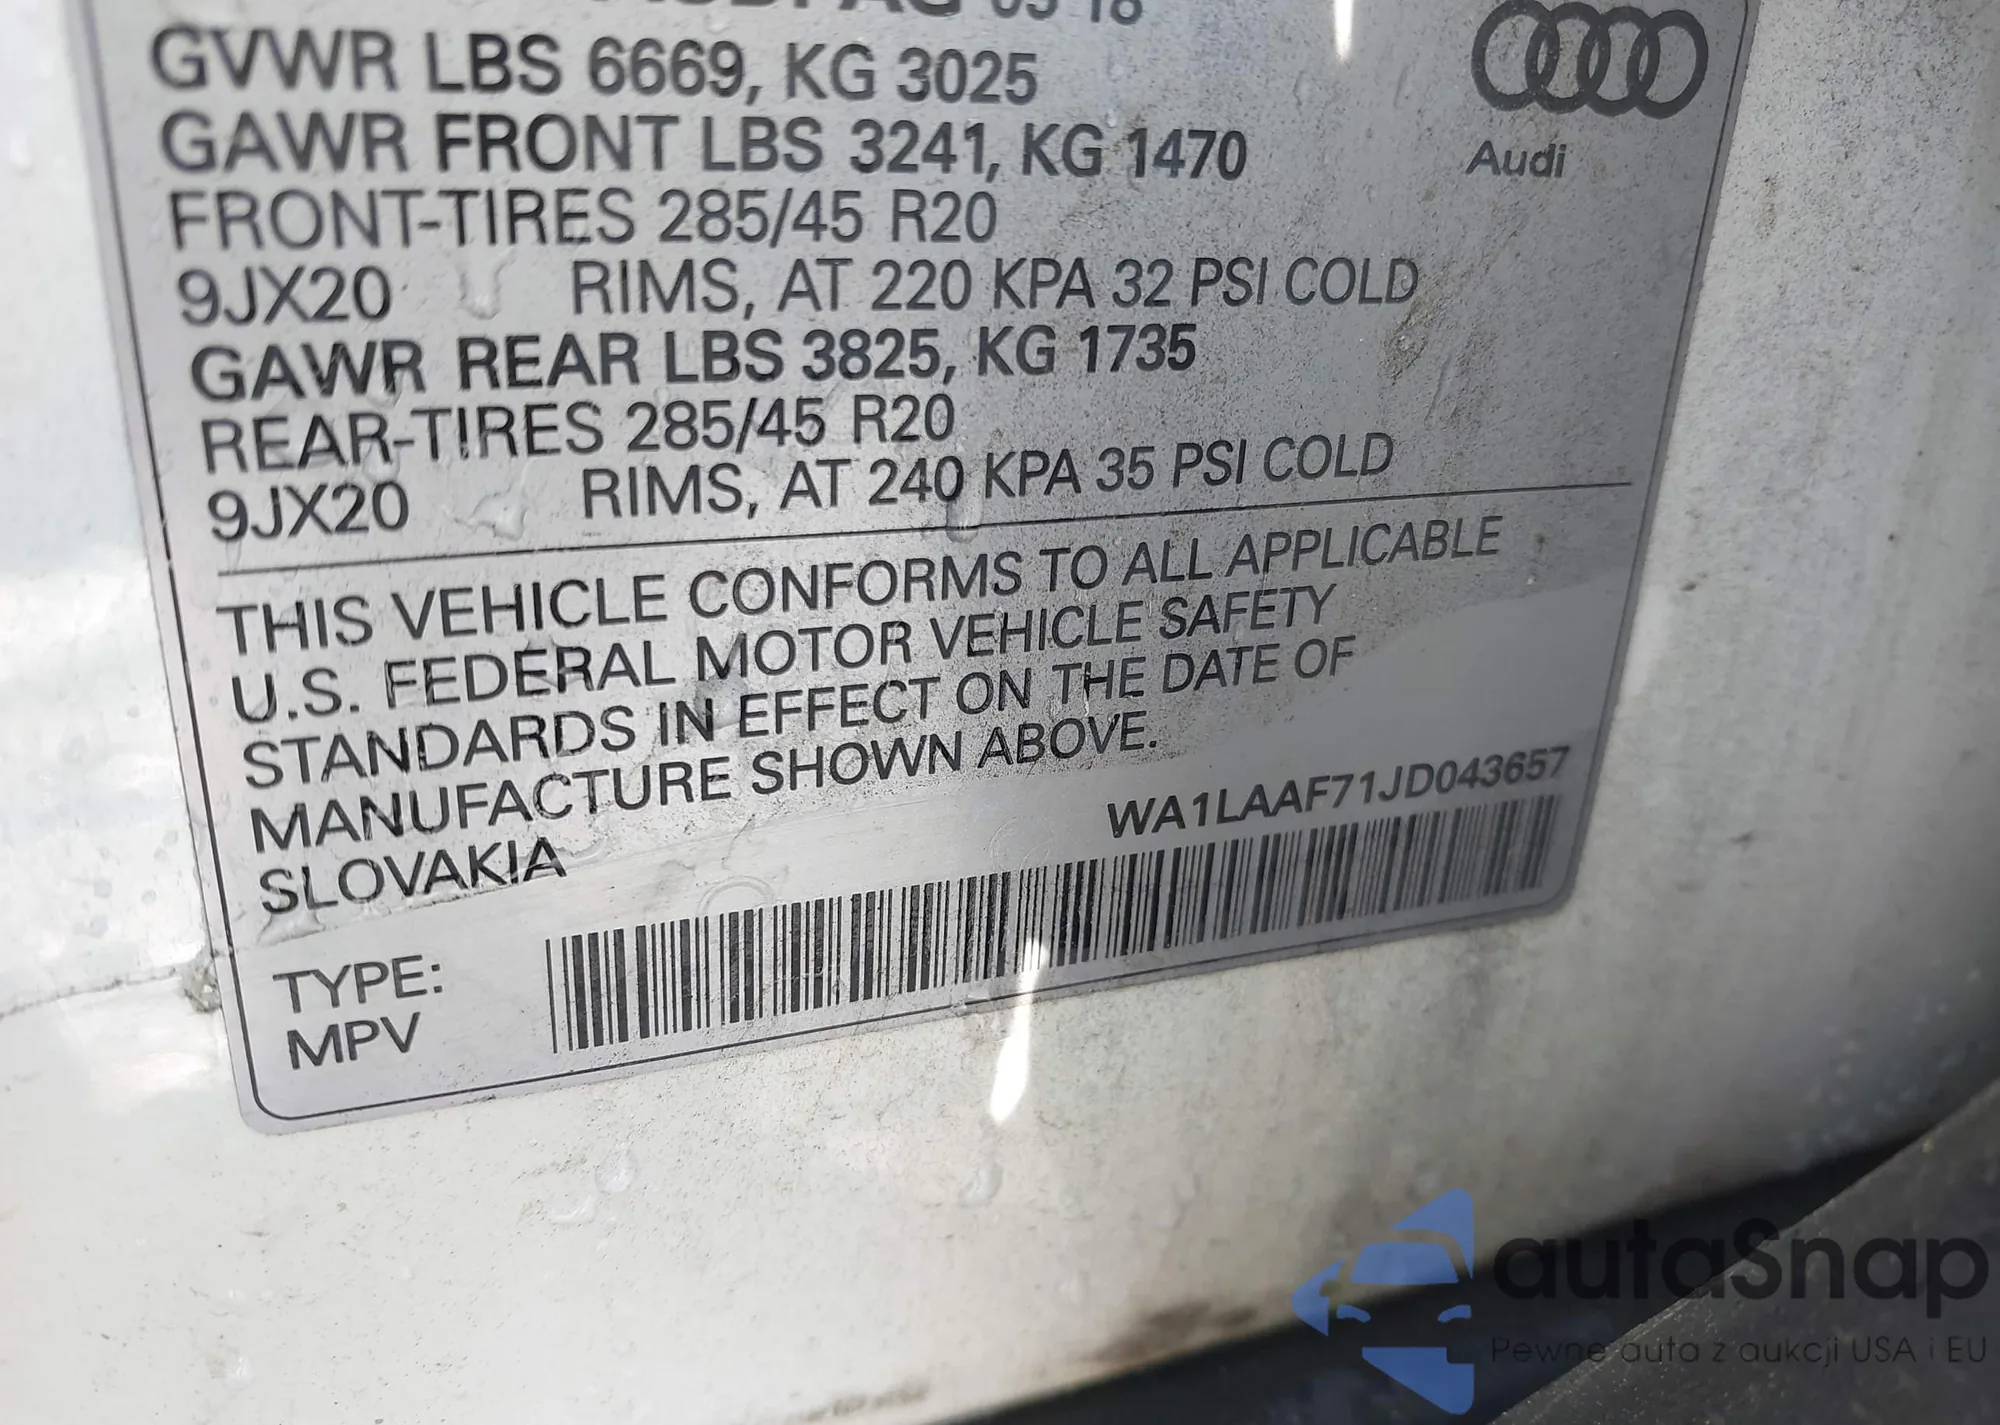 GVWR LBS 6669, KG 3025
GAWR FRONT LBS 3241, KG 1470
FRONT-TIRES 285/45 R20
9JX20 RIMS, AT 220 KPA 32 PSI COLD
GAWR REAR LBS 3825, KG 1735
REAR-TIRES 285/45 R20
9JX20 RIMS, AT 240 KPA 35 PSI COLD
Audi
THIS VEHICLE CONFORMS TO ALL APPLICABLE
U.S. FEDERAL MOTOR VEHICLE SAFETY
STANDARDS IN EFFECT ON THE DATE OF
MANUFACTURE SHOWN ABOVE.
SLOVAKIA
WA1LAAF71JD043657
TYPE:
MPV
autaSnap
Pewne auta z aukcji USA i EU